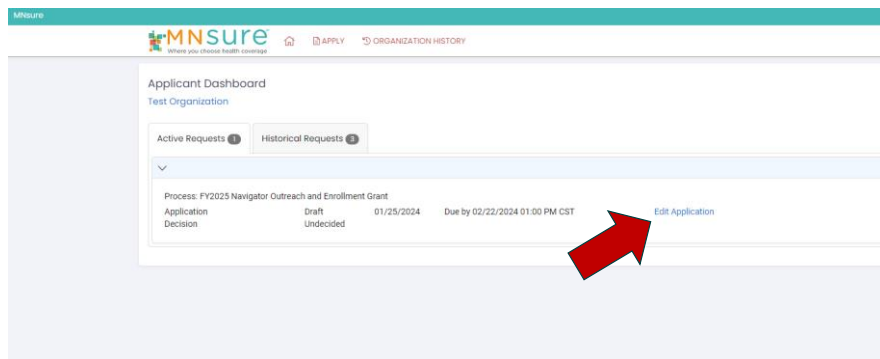 MNsure
MNsure
Where you choose health coverage
APPLY
ORGANIZATION HISTORY
Applicant Dashboard
Test Organization
Active Requests 1
Historical Requests 3
Process: FY2025 Navigator Outreach and Enrollment Grant
Application Draft 01/25/2024 Due by 02/22/2024 01:00 PM CST Edit Application
Decision Undecided